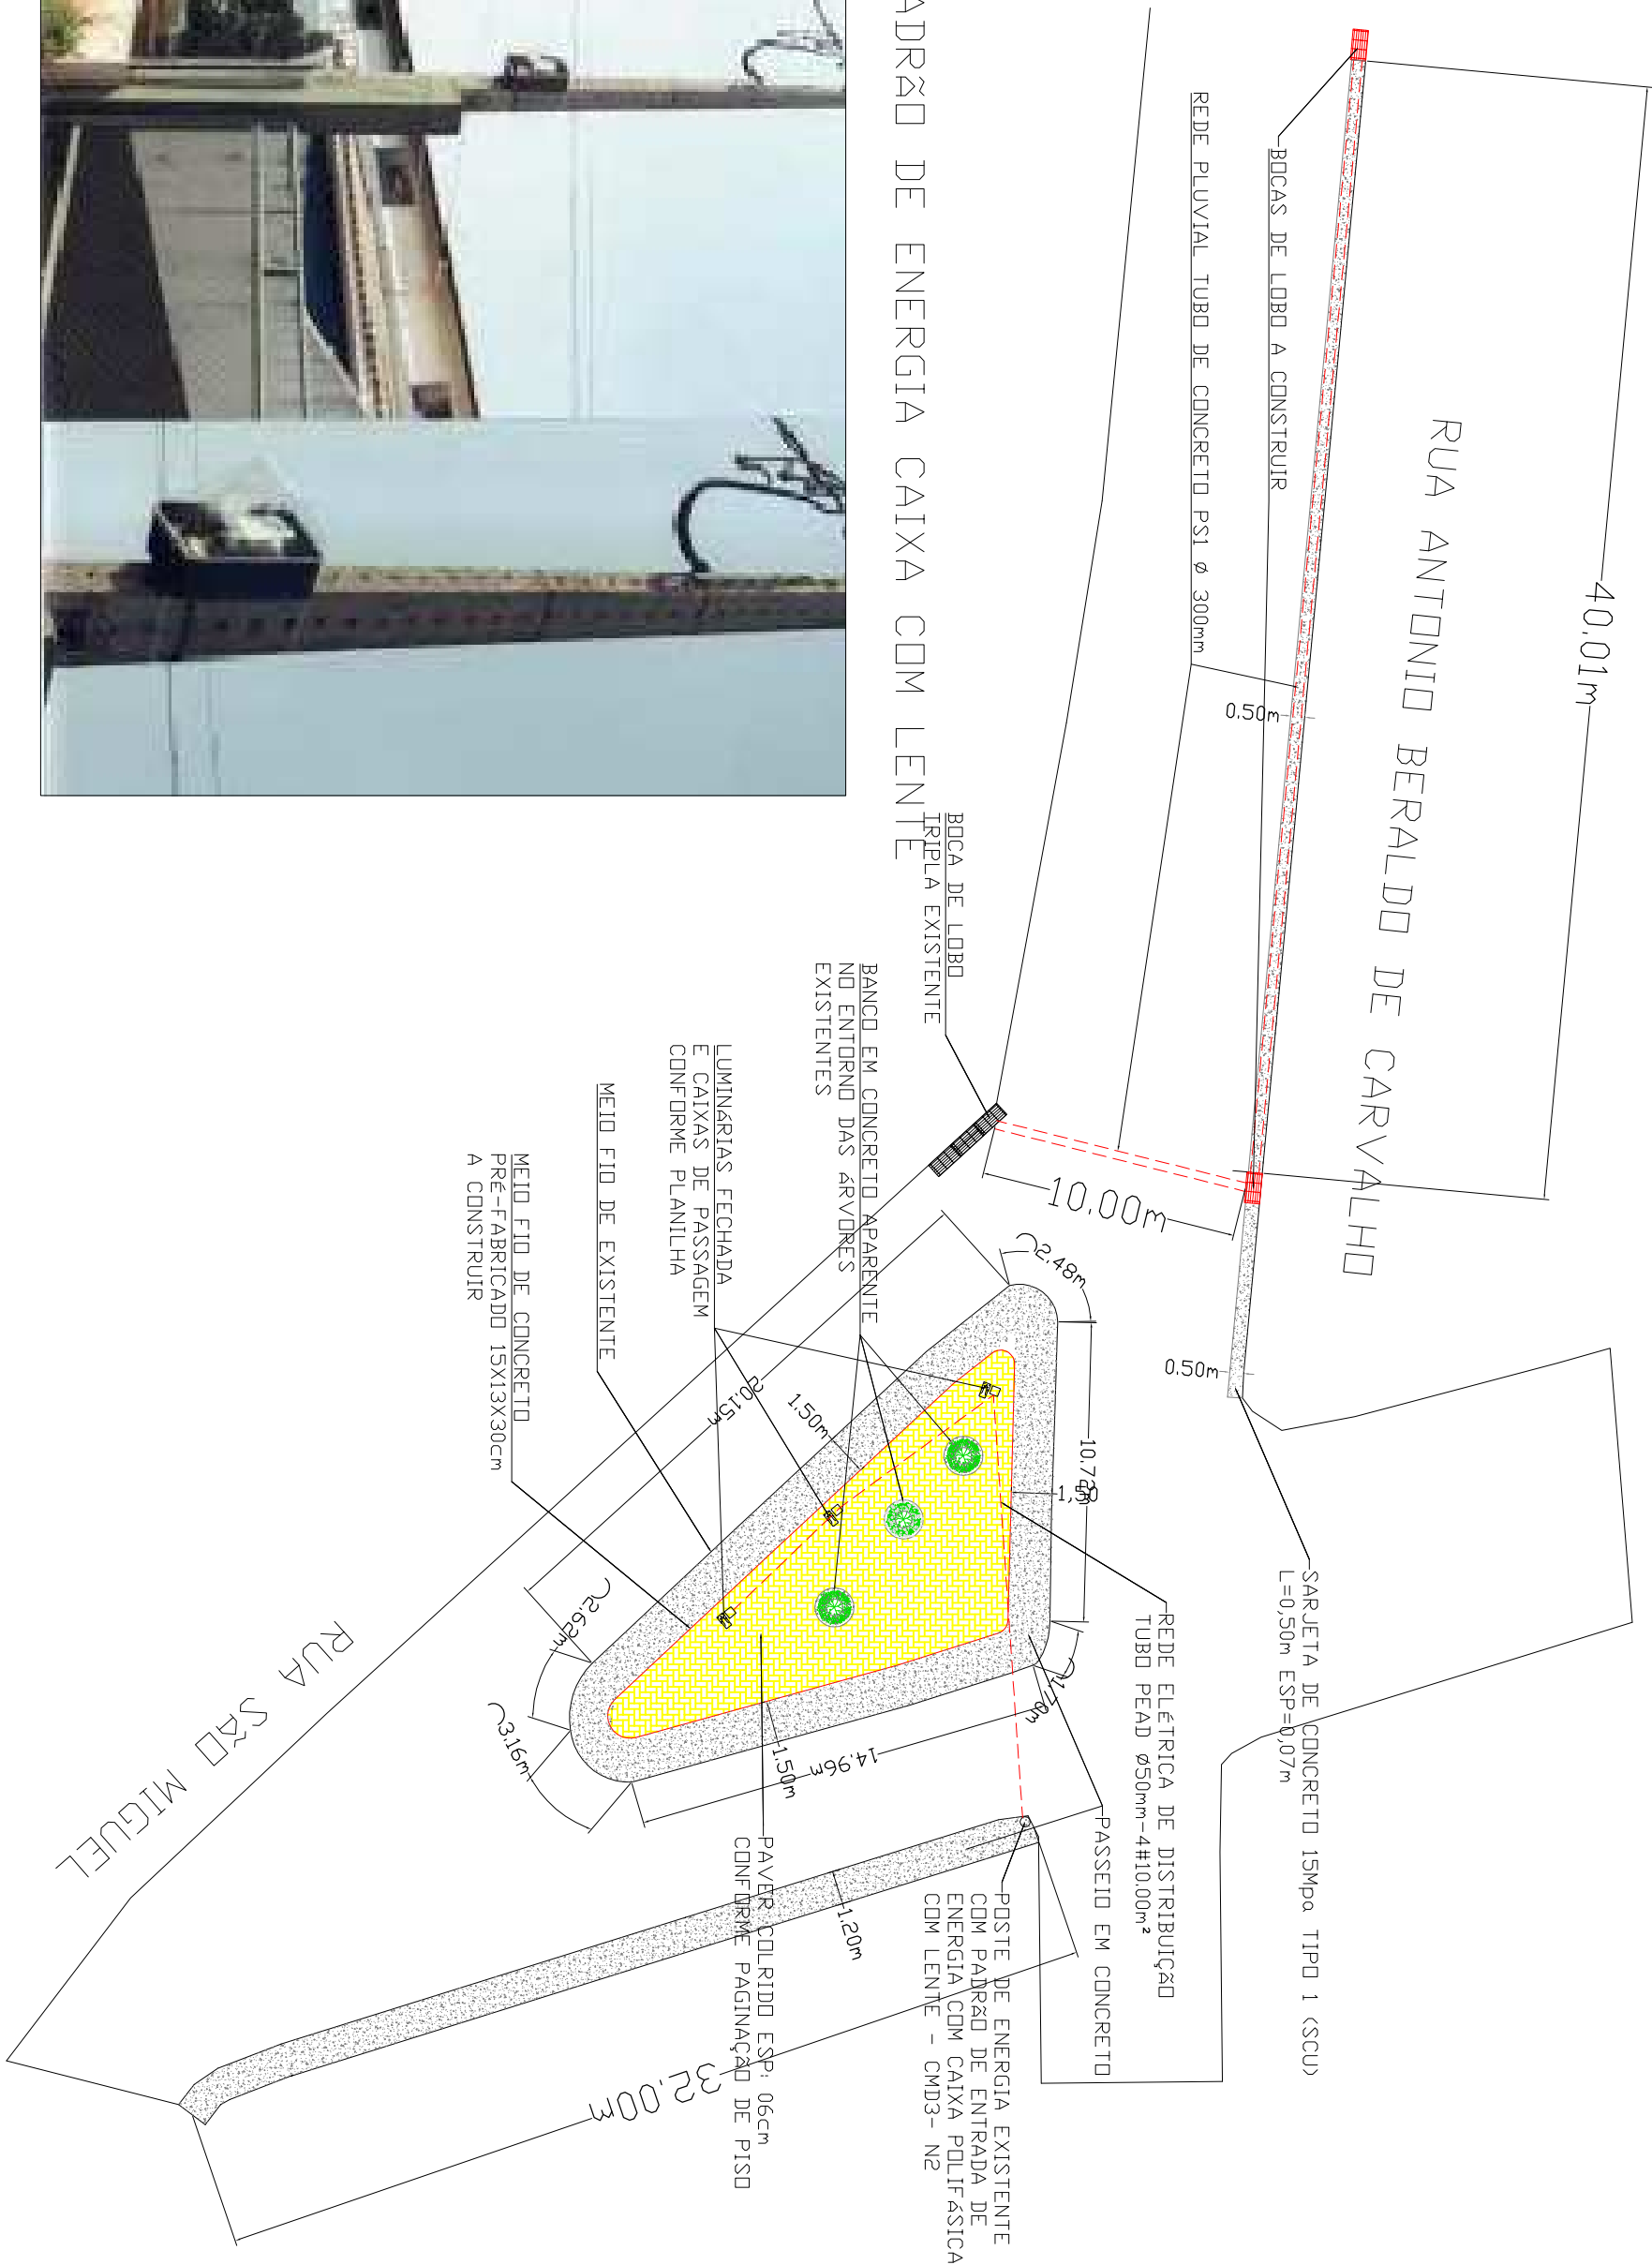 40.01m
RUA ANTONIO BERALDO DE CARVALHO
BOCAS DE LOBO A CONSTRUIR
REDE PLUVIAL TUBO DE CONCRETO PS1 Ø 300mm
0.50m
ADRÃO DE ENERGIA CAIXA COM LENTE
BOCA DE LOBO
TRIPLA EXISTENTE
10.00m
0.50m
SARJETA DE CONCRETO 15Mpa TIPO 1 (SCU)
L=0,50m ESP=0,07m
BANCO EM CONCRETO APARENTE
NO ENTORNO DAS ÁRVORES
EXISTENTES
LUMINÁRIAS FECHADA
E CAIXAS DE PASSAGEM
CONFORME PLANILHA
MEIO FIO DE EXISTENTE
MEIO FIO DE CONCRETO
PRÉ-FABRICADO 15X13X30cm
A CONSTRUIR
2.48m
10.72m
1,50
20.15m
1.50m
2.62m
3.16m
1.50m
14.96m
1.76m
REDE ELÉTRICA DE DISTRIBUIÇÃO
TUBO PEAD Ø50mm-4#10.00m²
PASSEIO EM CONCRETO
POSTE DE ENERGIA EXISTENTE
COM PADRÃO DE ENTRADA DE
ENERGIA COM CAIXA POLIFÁSICA
COM LENTE - CMD3- N2
PAVER COLRIDO ESP: 06cm
CONFORME PAGINAÇÃO DE PISO
1.20m
32.00m
RUA SÃO MIGUEL